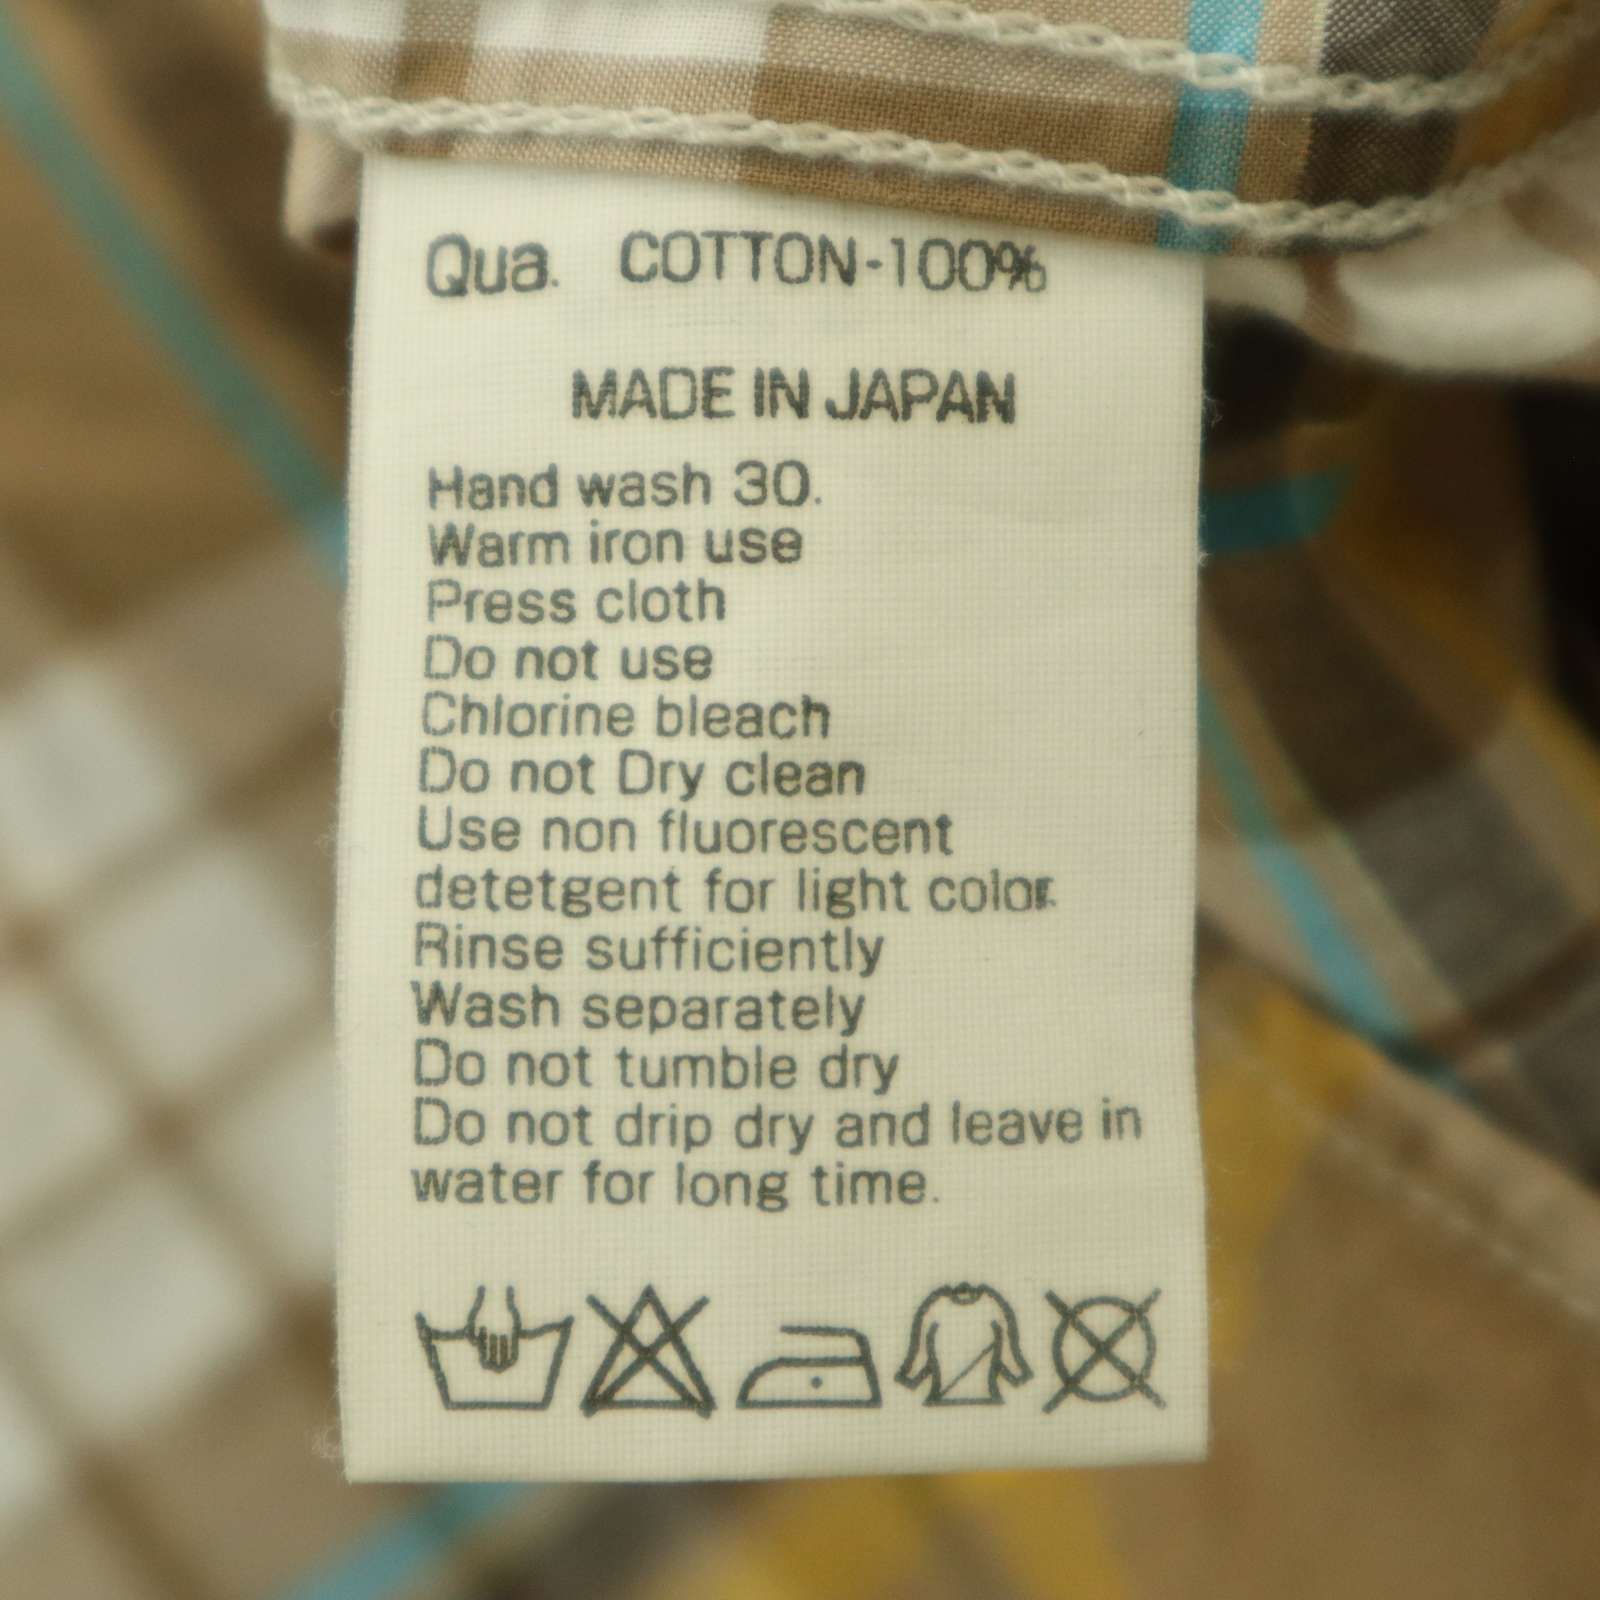 Qua. COTTON-100%
MADE IN JAPAN
Hand wash 30.
Warm iron use
Press cloth
Do not use
Chlorine bleach
Do not Dry clean
Use non fluorescent
detetgent for light color.
Rinse sufficiently
Wash separately
Do not tumble dry
Do not drip dry and leave in
water for long time.